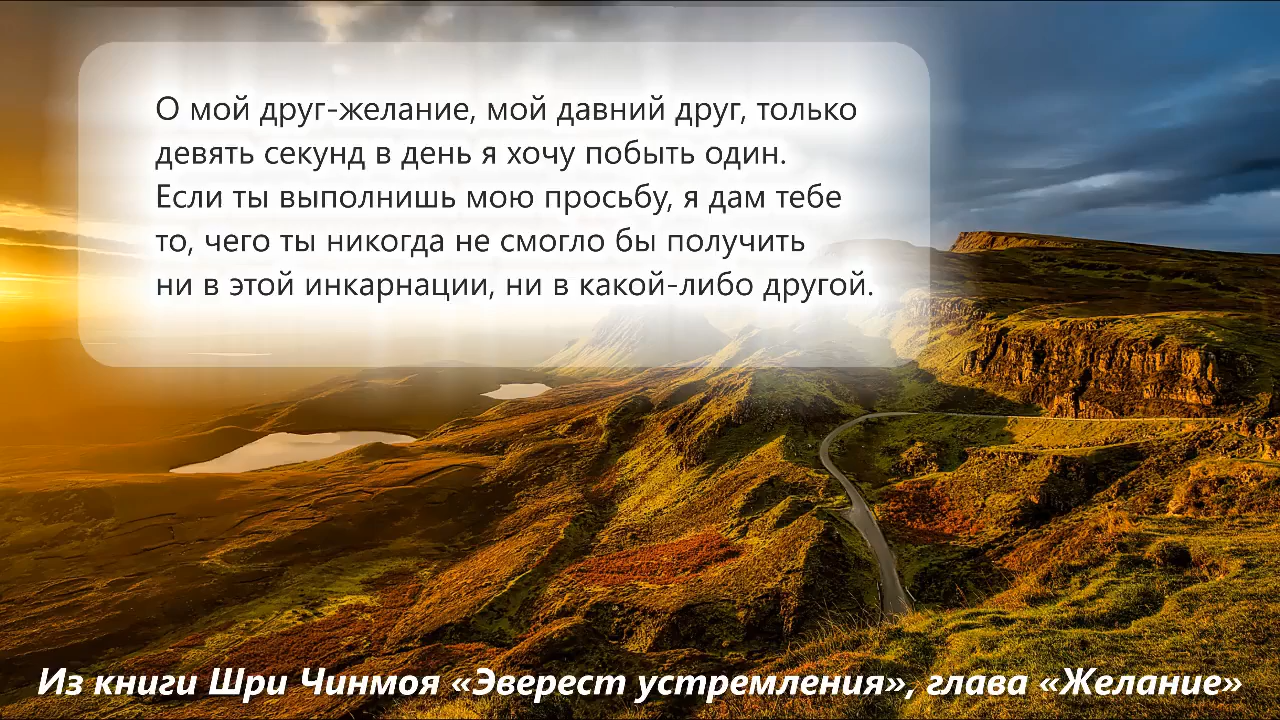 О мой друг-желание, мой давний друг, только
девять секунд в день я хочу побыть один.
Если ты выполнишь мою просьбу, я дам тебе
то, чего ты никогда не смогло бы получить
ни в этой инкарнации, ни в какой-либо другой.
Из книги Шри Чинмоя «Эверест устремления», глава «Желание»